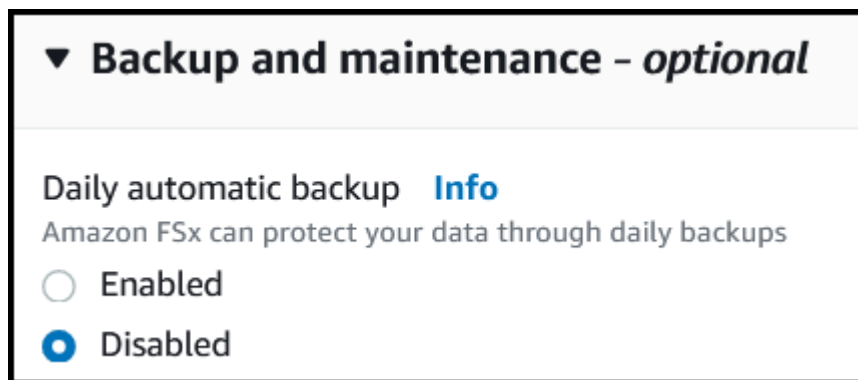 Backup and maintenance - optional
Daily automatic backup Info
Amazon FSx can protect your data through daily backups
Enabled
Disabled